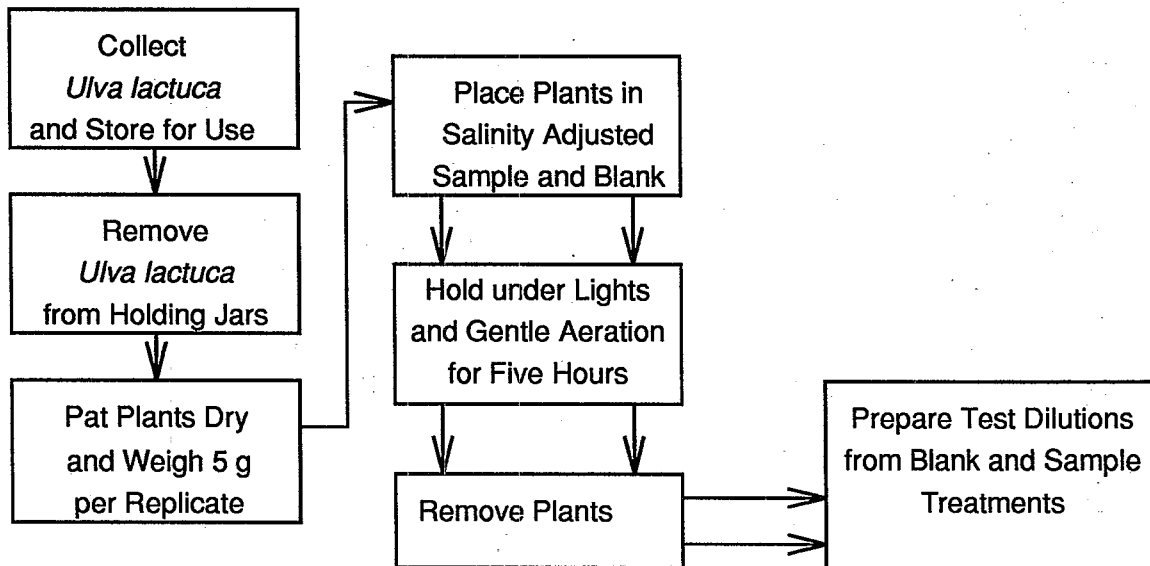 Collect
Ulva lactuca
and Store for Use
Remove
Ulva lactuca
from Holding Jars
Pat Plants Dry
and Weigh 5 g
per Replicate
Place Plants in
Salinity Adjusted
Sample and Blank
Hold under Lights
and Gentle Aeration
for Five Hours
Remove Plants
Prepare Test Dilutions
from Blank and Sample
Treatments